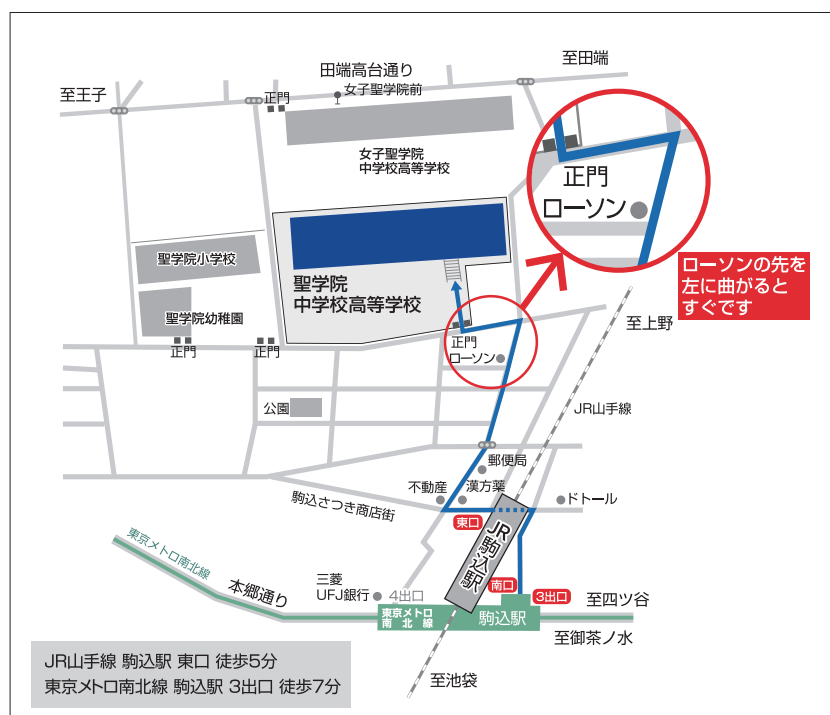 至田端
田端高台通り
至王子
正門
女子聖学院前
女子聖学院
中学校高等学校
正門
ローソン
聖学院小学校
聖学院
中学校高等学校
ローソンの先を
左に曲がると
すぐです
聖学院幼稚園
至上野
正門
正門
正門
ローソン
公園
JR山手線
郵便局
不動産
漢方薬
ドトール
駒込さつき商店街
東口
JR駒込駅
東京メトロ南北線
本郷通り
三菱
UFJ銀行
4出口
南口
3出口
至四ツ谷
東京メトロ
南北線
駒込駅
至御茶ノ水
JR山手線 駒込駅 東口 徒歩5分
東京メトロ南北線 駒込駅 3出口 徒歩7分
至池袋